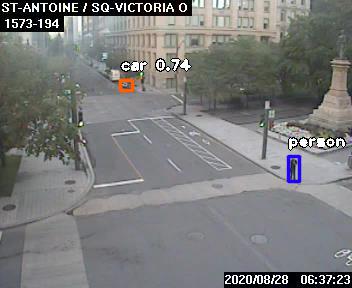 ST-ANTOINE / SQ-VICTORIA O
1573-194
car 0.74
person
2020/08/28 06:37:23